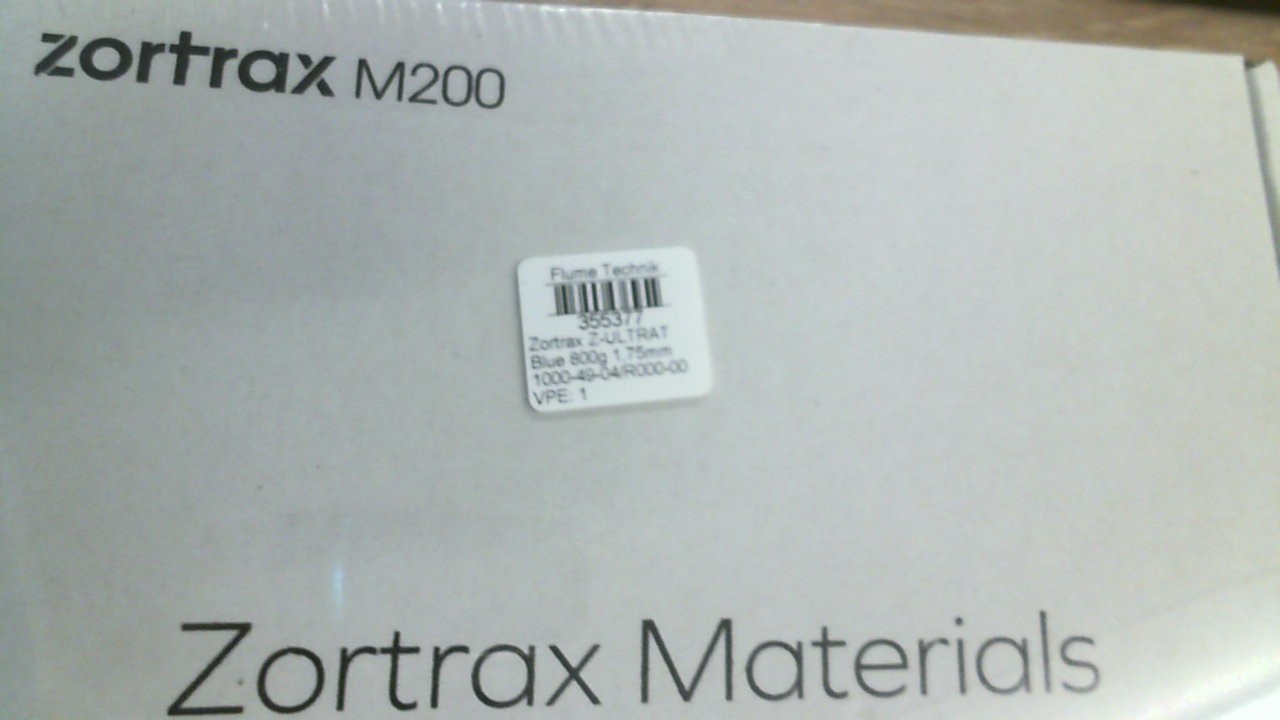 zortrax M200
Flume Technik
355377
Zortrax Z-ULTRAT
Blue 800g 1.75mm
1000-49-04/R000-00
VPE: 1
Zortrax Materials